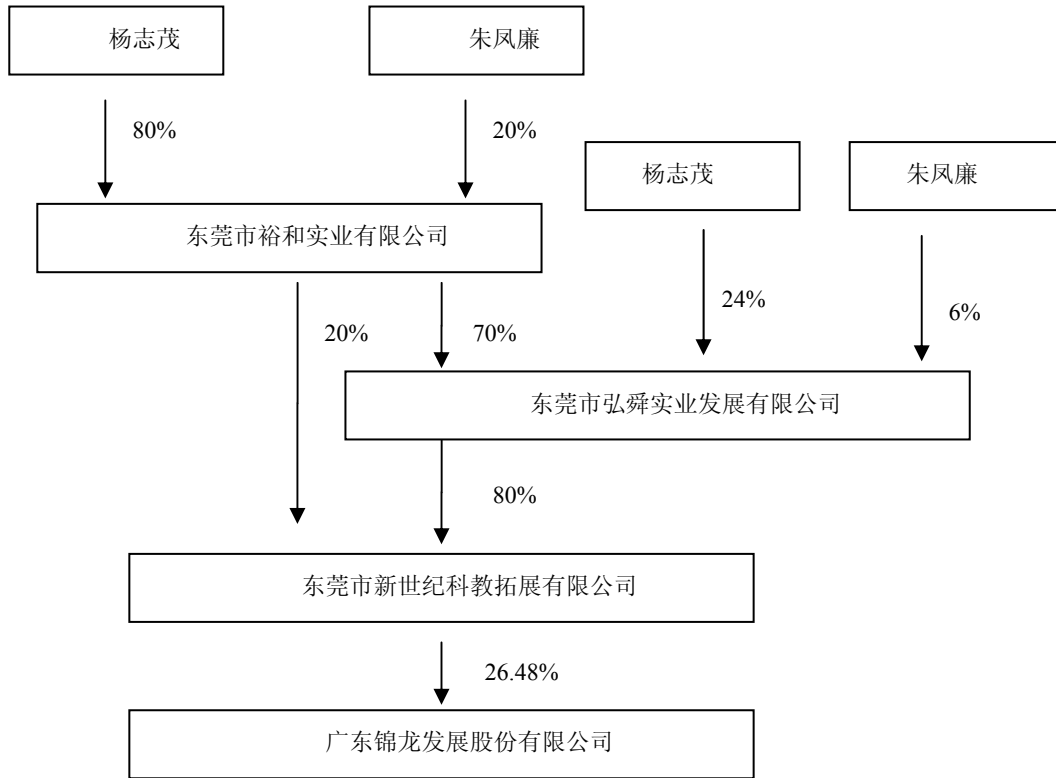 杨志茂
朱凤廉
80%
20%
杨志茂
朱凤廉
东莞市裕和实业有限公司
24%
6%
20%
70%
东莞市弘舜实业发展有限公司
80%
东莞市新世纪科教拓展有限公司
26.48%
广东锦龙发展股份有限公司